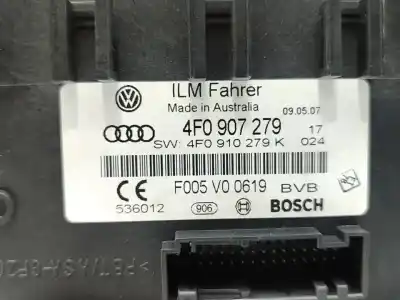 ILM Fahrer
Made in Australia
09.05.07
4F0 907 279
17
SW: 4F0 910 279 K
024
F005 V0 0619
BVB
536012
906
BOSCH